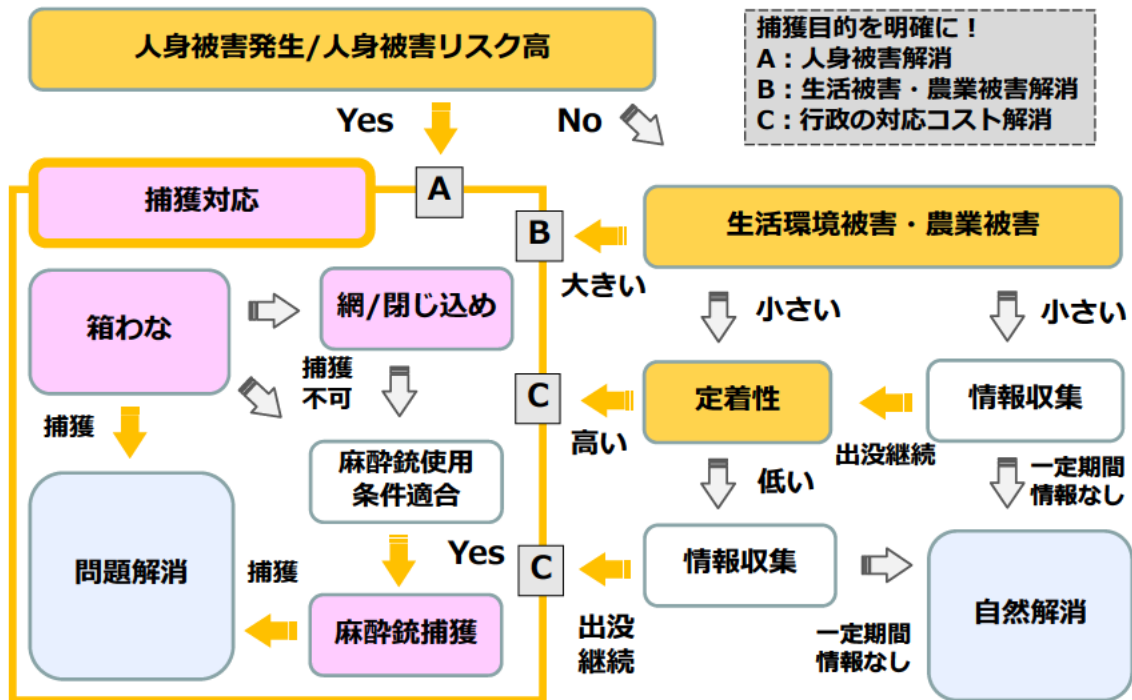 人身被害発生/人身被害リスク高
捕獲目的を明確に！
A：人身被害解消
B：生活被害・農業被害解消
C：行政の対応コスト解消
Yes
No
捕獲対応
A
B
大きい
生活環境被害・農業被害
小さい
小さい
箱わな
網/閉じ込め
捕獲
不可
捕獲
C
高い
定着性
出没継続
情報収集
低い
一定期間
情報なし
麻酔銃使用
条件適合
Yes
問題解消
捕獲
麻酔銃捕獲
C
出没
継続
情報収集
一定期間
情報なし
自然解消